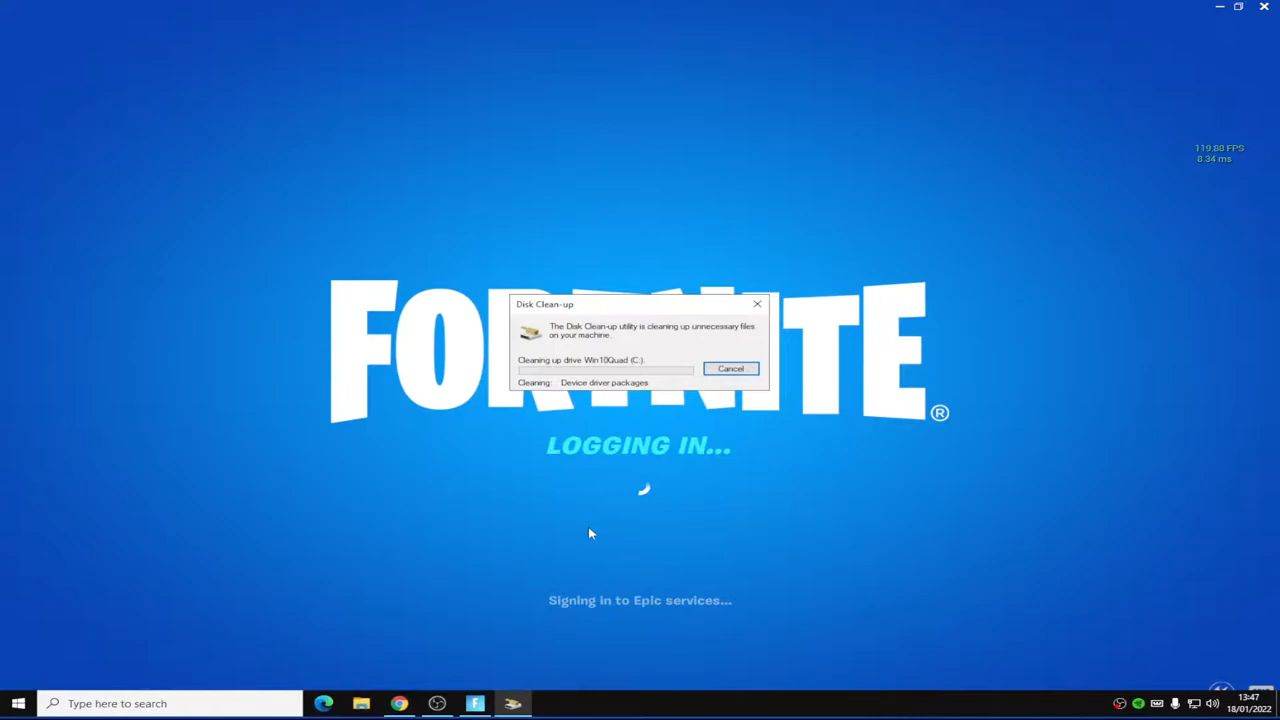 119.88 FPS
8.34 ms
FORTNITE
®
Disk Clean-up
The Disk Clean-up utility is cleaning up unnecessary files
on your machine.
Cleaning up drive Win10Quad (C:).
Cancel
Cleaning: Device driver packages
LOGGING IN...
Signing in to Epic services...
Type here to search
13:47
18/01/2022